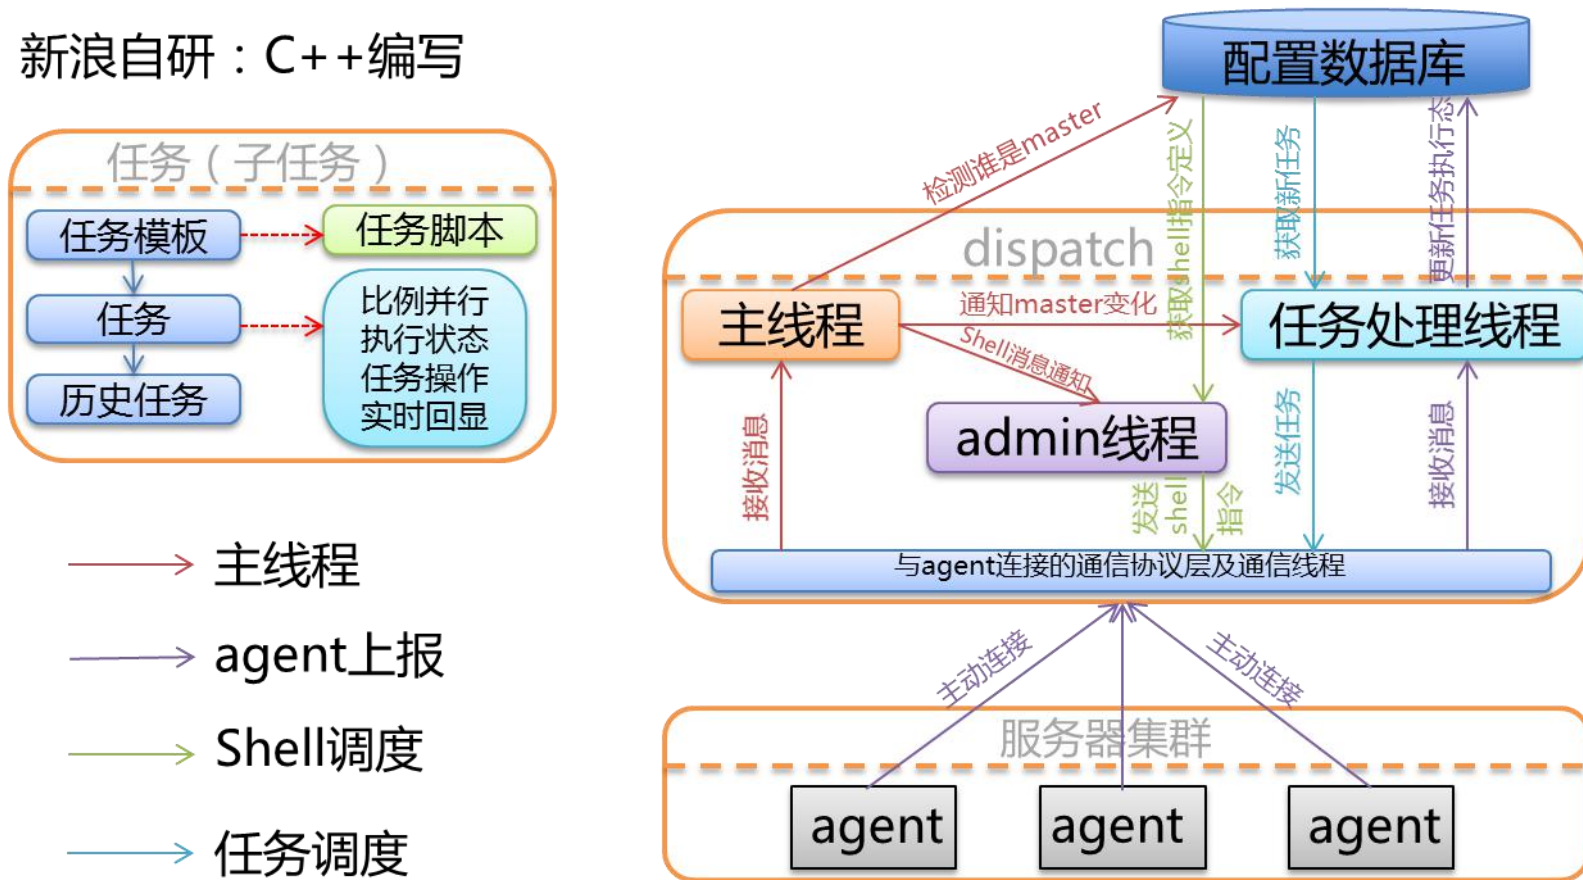 新浪自研：C++编写
任务（子任务）
任务模板
任务脚本
任务
历史任务
比例并行
执行状态
任务操作
实时回显
主线程
agent上报
Shell调度
任务调度
配置数据库
检测谁是master
获取shell指令定义
获取新任务
更新任务执行态
dispatch
主线程
通知master变化
任务处理线程
Shell消息通知
admin线程
接收消息
发送
shell
指令
发送任务
接收消息
与agent连接的通信协议层及通信线程
主动连接
主动连接
服务器集群
agent
agent
agent